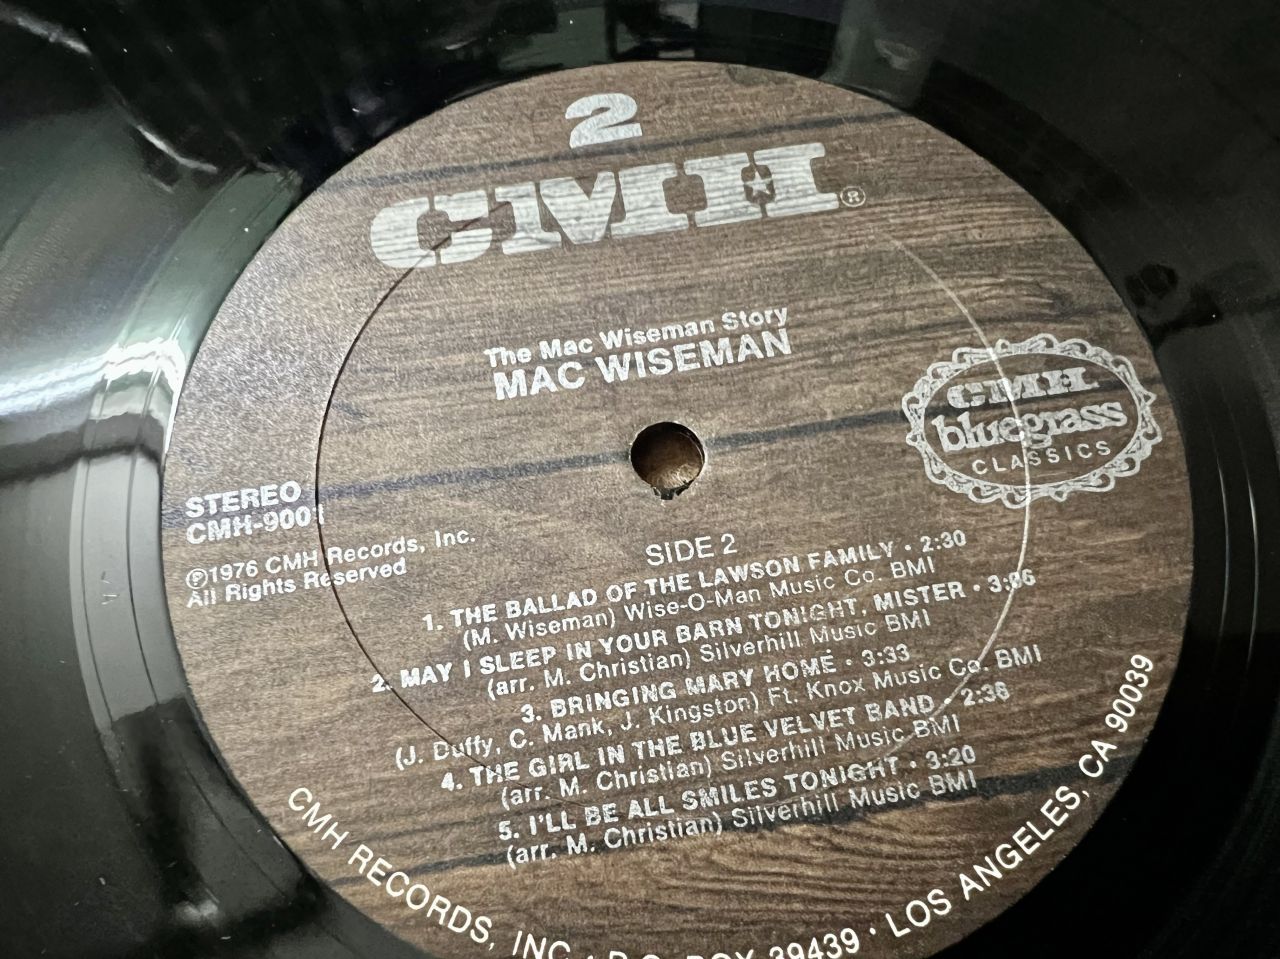 2
CMH®
The Mac Wiseman Story
MAC WISEMAN
CMH
bluegrass
CLASSICS
STEREO
CMH-9001
Ⓟ1976 CMH Records, Inc.
All Rights Reserved
SIDE 2
1. THE BALLAD OF THE LAWSON FAMILY • 2:30
(M. Wiseman) Wise-O-Man Music Co. BMI
2. MAY I SLEEP IN YOUR BARN TONIGHT, MISTER •
(arr. M. Christian) Silverhill Music BMI
3. BRINGING MARY HOME • 3:33
(J. Duffy, C. Mank, J. Kingston) Ft. Knox Music Co. BMI
4. THE GIRL IN THE BLUE VELVET BAND • 2:36
(arr. M. Christian) Silverhill Music BMI
5. I'LL BE ALL SMILES TONIGHT • 3:20
(arr. M. Christian) Silverhill Music BMI
CMH RECORDS, INC. • P.O. BOX 39439 • LOS ANGELES, CA 90039